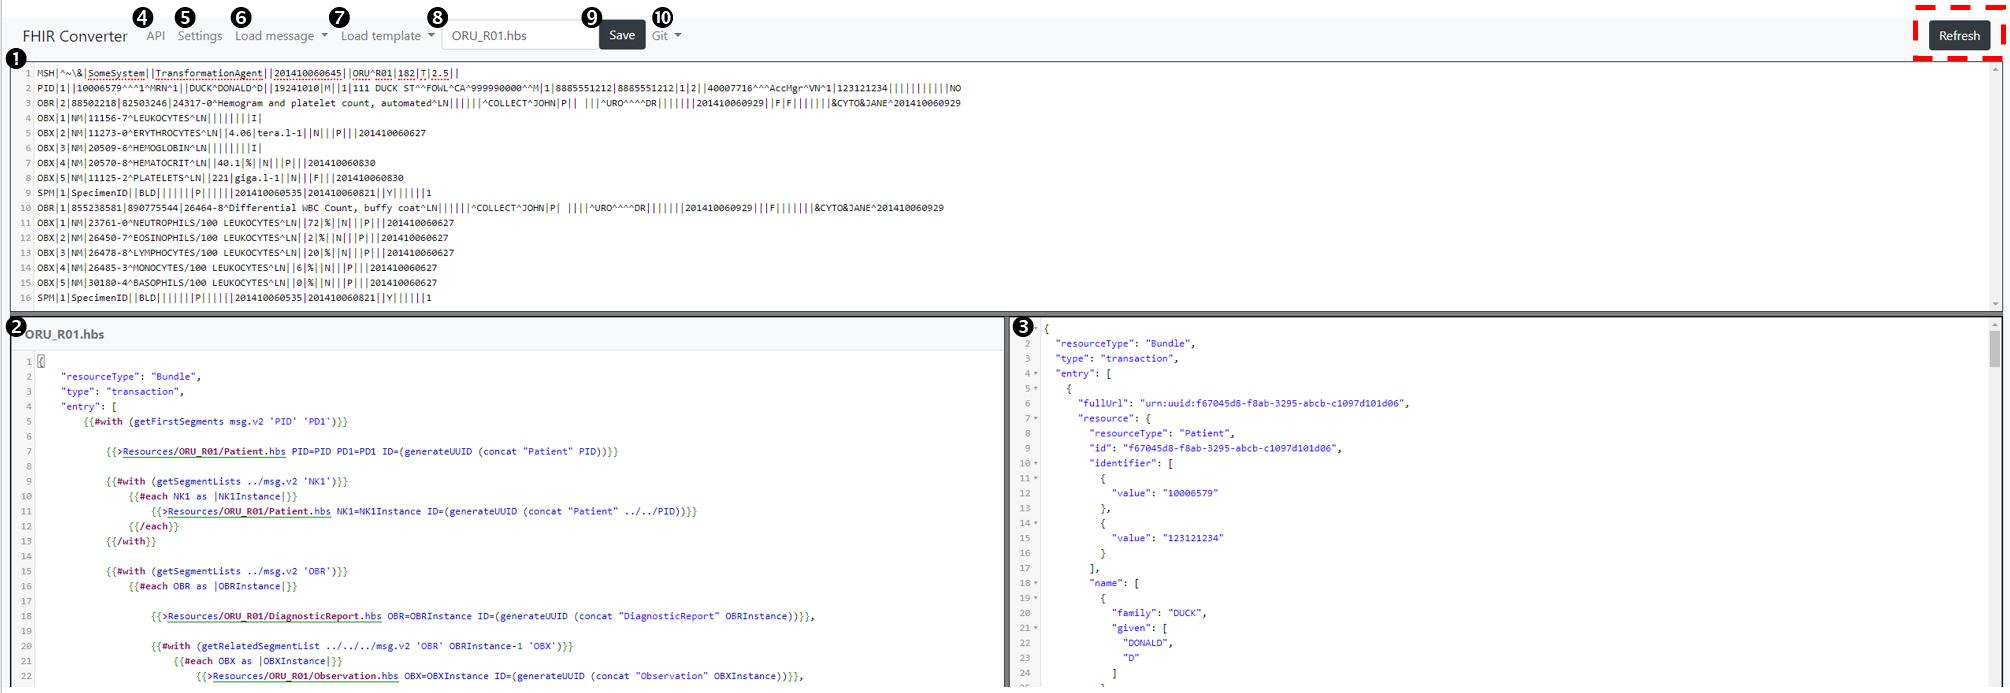 4 5 6 7 8 9 10
FHIR Converter API Settings Load message Load template ORU_R01.hbs Save Git Refresh
1
1 MSH|^~\&|SomeSystem||TransformationAgent||201410060645||ORU^R01|182|T|2.5||
2 PID|1||10006579^^^1^MRN^1||DUCK^DONALD^D||19241010|M||1|111 DUCK ST^^FOWL^CA^999990000^^M|1|8885551212|8885551212|1|2||40007716^^^AccMgr^VN^1|123121234|||||||||||NO
3 OBR|2|88502218|82503246|24317-0^Hemogram and platelet count, automated^LN||||||^COLLECT^JOHN|P|| |||^URO^^^^DR|||||||201410060929||F|F|||||||&CYTO&JANE^201410060929
4 OBX|1|NM|11156-7^LEUKOCYTES^LN||||||||I|
5 OBX|2|NM|11273-0^ERYTHROCYTES^LN||4.06|tera.l-1||N|||P|||201410060627
6 OBX|3|NM|20509-6^HEMOGLOBIN^LN||||||||I|
7 OBX|4|NM|20570-8^HEMATOCRIT^LN||40.1|%||N|||P|||201410060830
8 OBX|5|NM|11125-2^PLATELETS^LN||221|giga.l-1||N|||F|||201410060830
9 SPM|1|SpecimenID||BLD|||||||P||||||201410060535|201410060821||Y||||||1
10 OBR|1|855238581|890775544|26464-8^Differential WBC Count, buffy coat^LN||||||^COLLECT^JOHN|P| ||||^URO^^^^DR|||||||201410060929|||F|||||||&CYTO&JANE^201410060929
11 OBX|1|NM|23761-0^NEUTROPHILS/100 LEUKOCYTES^LN||72|%||N|||P|||201410060627
12 OBX|2|NM|26450-7^EOSINOPHILS/100 LEUKOCYTES^LN||2|%||N|||P|||201410060627
13 OBX|3|NM|26478-8^LYMPHOCYTES/100 LEUKOCYTES^LN||20|%||N|||P|||201410060627
14 OBX|4|NM|26485-3^MONOCYTES/100 LEUKOCYTES^LN||6|%||N|||P|||201410060627
15 OBX|5|NM|30180-4^BASOPHILS/100 LEUKOCYTES^LN||0|%||N|||P|||201410060627
16 SPM|1|SpecimenID||BLD|||||||P||||||201410060535|201410060821||Y||||||1
2 ORU_R01.hbs
1 {
2 "resourceType": "Bundle",
3 "type": "transaction",
4 "entry": [
5 {{#with (getFirstSegments msg.v2 'PID' 'PD1')}}
6
7 {{>Resources/ORU_R01/Patient.hbs PID=PID PD1=PD1 ID=(generateUUID (concat "Patient" PID))}}
8
9 {{#with (getSegmentLists ../msg.v2 'NK1')}}
10 {{#each NK1 as |NK1Instance|}}
11 {{>Resources/ORU_R01/Patient.hbs NK1=NK1Instance ID=(generateUUID (concat "Patient" ../../PID))}}
12 {{/each}}
13 {{/with}}
14
15 {{#with (getSegmentLists ../msg.v2 'OBR')}}
16 {{#each OBR as |OBRInstance|}}
17
18 {{>Resources/ORU_R01/DiagnosticReport.hbs OBR=OBRInstance ID=(generateUUID (concat "DiagnosticReport" OBRInstance))}},
19
20 {{#with (getRelatedSegmentList ../../../msg.v2 'OBR' OBRInstance-1 'OBX')}}
21 {{#each OBX as |OBXInstance|}}
22 {{>Resources/ORU_R01/Observation.hbs OBX=OBXInstance ID=(generateUUID (concat "Observation" OBXInstance))}},
3 {
2 "resourceType": "Bundle",
3 "type": "transaction",
4 "entry": [
5 {
6 "fullUrl": "urn:uuid:f67045d8-f8ab-3295-abcb-c1097d101d06",
7 "resource": {
8 "resourceType": "Patient",
9 "id": "f67045d8-f8ab-3295-abcb-c1097d101d06",
10 "identifier": [
11 {
12 "value": "10006579"
13 },
14 {
15 "value": "123121234"
16 }
17 ],
18 "name": [
19 {
20 "family": "DUCK",
21 "given": [
22 "DONALD",
23 "D"
24 ]